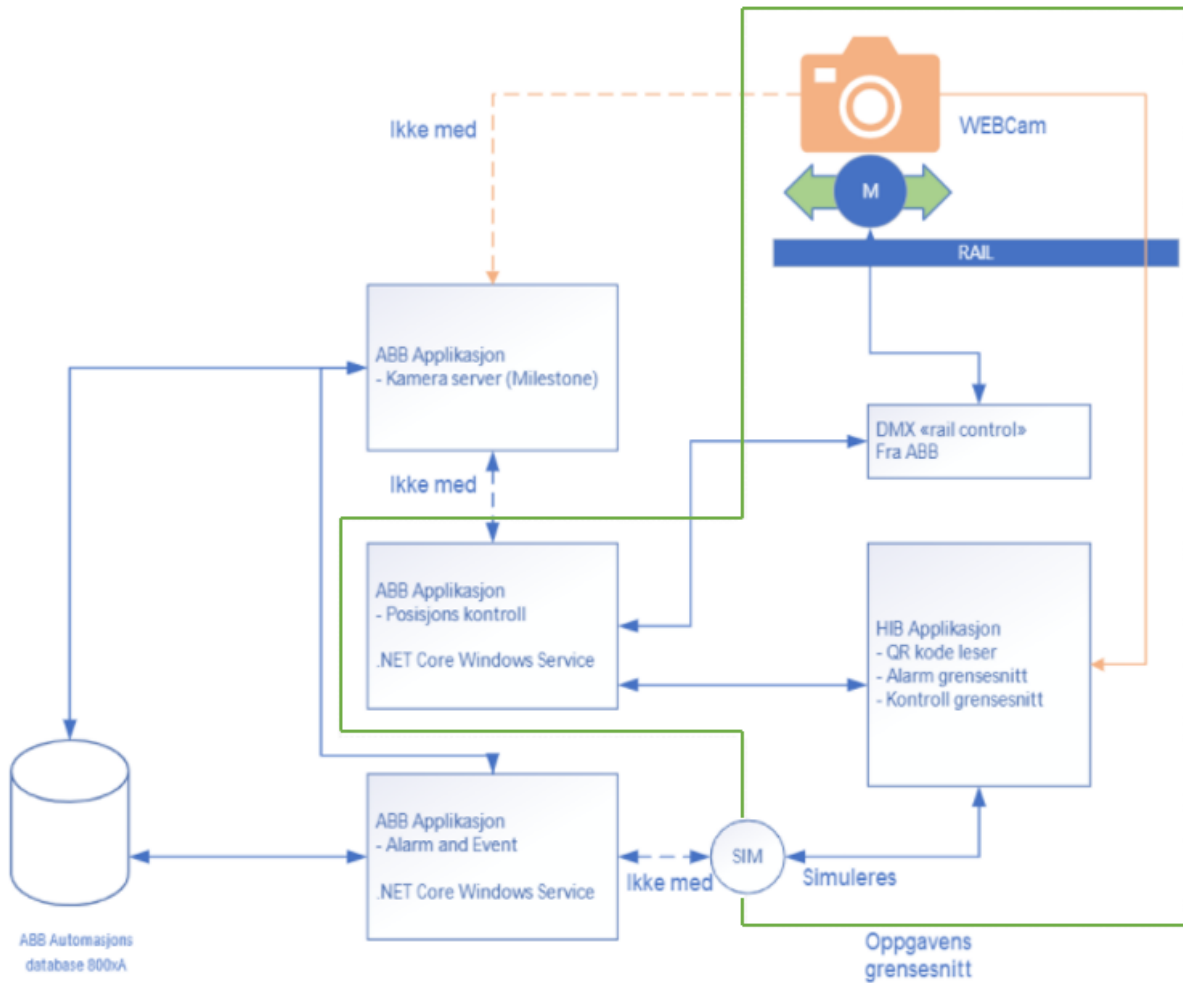 Ikke med
WEBCam
M
RAIL
ABB Applikasjon
- Kamera server (Milestone)
DMX «rail control»
Fra ABB
Ikke med
ABB Applikasjon
- Posisjons kontroll
.NET Core Windows Service
HIB Applikasjon
- QR kode leser
- Alarm grensesnitt
- Kontroll grensesnitt
ABB Applikasjon
- Alarm and Event
.NET Core Windows Service
Ikke med
SIM
Simuleres
ABB Automasjons
database 800xA
Oppgavens
grensesnitt